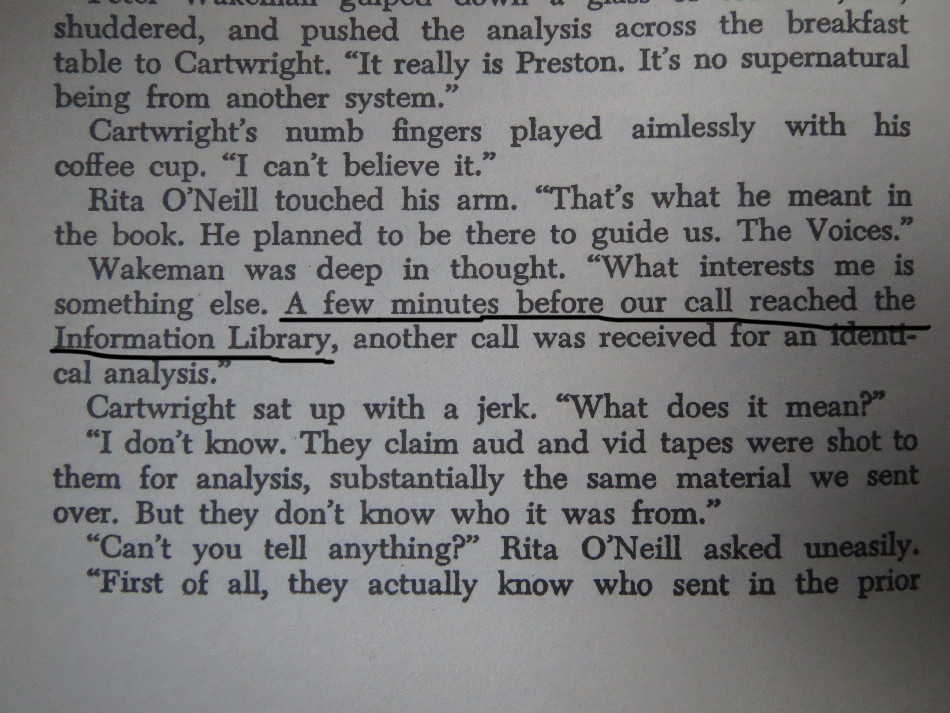 shuddered, and pushed the analysis across the breakfast
table to Cartwright. “It really is Preston. It's no supernatural
being from another system.”
Cartwright's numb fingers played aimlessly with his
coffee cup. “I can't believe it.”
Rita O'Neill touched his arm. “That's what he meant in
the book. He planned to be there to guide us. The Voices.”
Wakeman was deep in thought. “What interests me is
something else. A few minutes before our call reached the
Information Library, another call was received for an identi-
cal analysis.”
Cartwright sat up with a jerk. “What does it mean?”
“I don't know. They claim aud and vid tapes were shot to
them for analysis, substantially the same material we sent
over. But they don't know who it was from.”
“Can't you tell anything?” Rita O'Neill asked uneasily.
“First of all, they actually know who sent in the prior